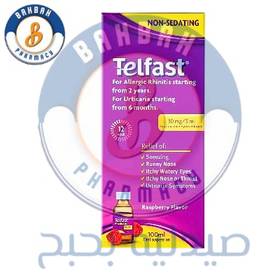 BAHBAH
PHARMACY
NON-SEDATING
Telfast®
For Allergic Rhinitis starting
from 2 years.
For Urticaria starting
from 6 months.
30 mg/5 ml
12
Relief of:
Sneezing
Runny Nose
Itchy Watery Eyes
Itchy Nose or Throat
Urticaria Symptoms
Raspberry Flavor
100ml
صيدلية بحبح